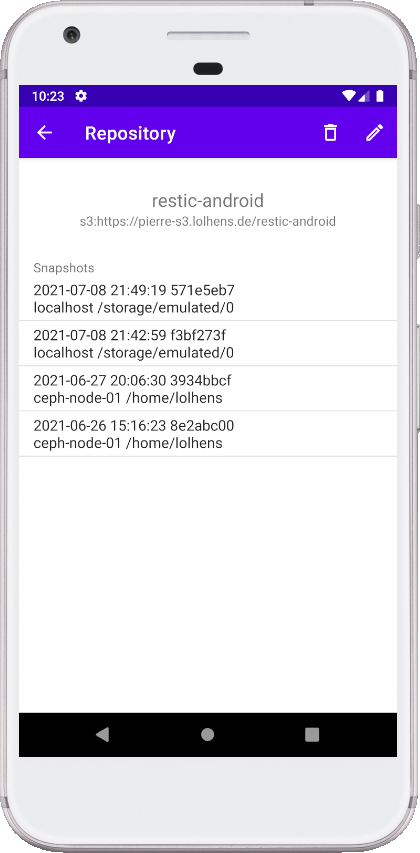 10:23
Repository
restic-android
s3:https://pierre-s3.lolhens.de/restic-android
Snapshots
2021-07-08 21:49:19 571e5eb7
localhost /storage/emulated/0
2021-07-08 21:42:59 f3bf273f
localhost /storage/emulated/0
2021-06-27 20:06:30 3934bbcf
ceph-node-01 /home/lolhens
2021-06-26 15:16:23 8e2abc00
ceph-node-01 /home/lolhens